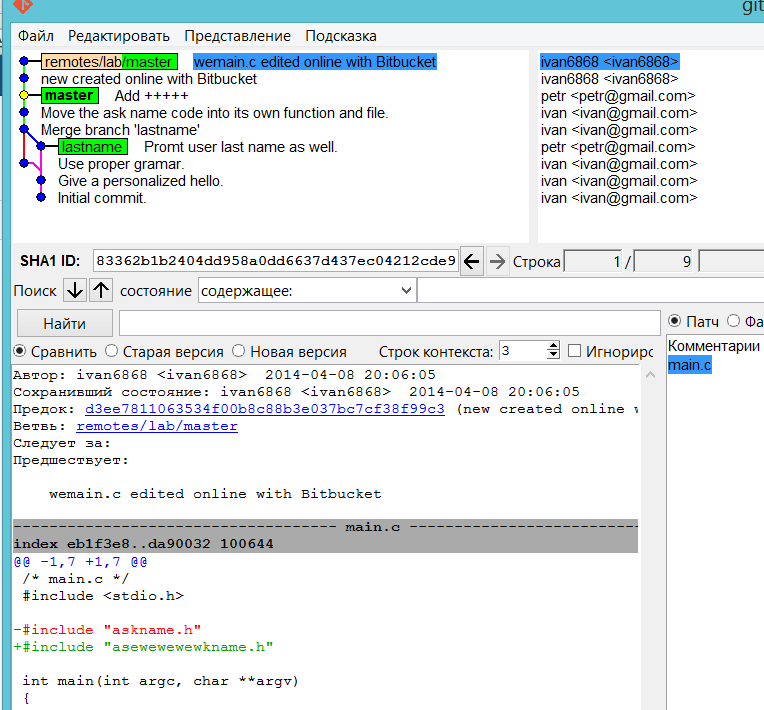 git
Файл Редактировать Представление Подсказка
remotes/lab/master wemain.c edited online with Bitbucket ivan6868 <ivan6868>
new created online with Bitbucket ivan6868 <ivan6868>
master Add +++++ petr <petr@gmail.com>
Move the ask name code into its own function and file. ivan <ivan@gmail.com>
Merge branch 'lastname' ivan <ivan@gmail.com>
lastname Promt user last name as well. petr <petr@gmail.com>
Use proper gramar. ivan <ivan@gmail.com>
Give a personalized hello. ivan <ivan@gmail.com>
Initial commit. ivan <ivan@gmail.com>
SHA1 ID: 83362b1b2404dd958a0dd6637d437ec04212cde9 Строка 1 / 9
Поиск состояние содержащее:
Найти Патч Фа
Сравнить Старая версия Новая версия Строк контекста: 3 Игнорирс Комментарии
main.c
Автор: ivan6868 <ivan6868> 2014-04-08 20:06:05
Сохранивший состояние: ivan6868 <ivan6868> 2014-04-08 20:06:05
Предок: d3ee7811063534f00b8c88b3e037bc7cf38f99c3 (new created online w
Ветвь: remotes/lab/master
Следует за:
Предшествует:
wemain.c edited online with Bitbucket
------------------------------------ main.c -------------------------
index eb1f3e8..da90032 100644
@@ -1,7 +1,7 @@
/* main.c */
#include <stdio.h>
-#include "askname.h"
+#include "asewewewewkname.h"
int main(int argc, char **argv)
{